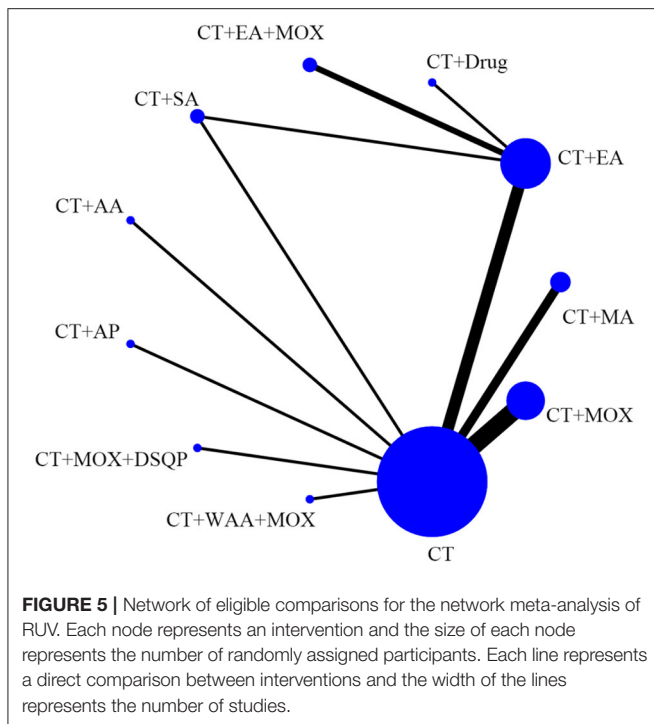 CT+EA+MOX
CT+Drug
CT+SA
CT+EA
CT+AA
CT+MA
CT+AP
CT+MOX
CT+MOX+DSQP
CT+WAA+MOX
CT
FIGURE 5 | Network of eligible comparisons for the network meta-analysis of
RUV. Each node represents an intervention and the size of each node
represents the number of randomly assigned participants. Each line represents
a direct comparison between interventions and the width of the lines
represents the number of studies.